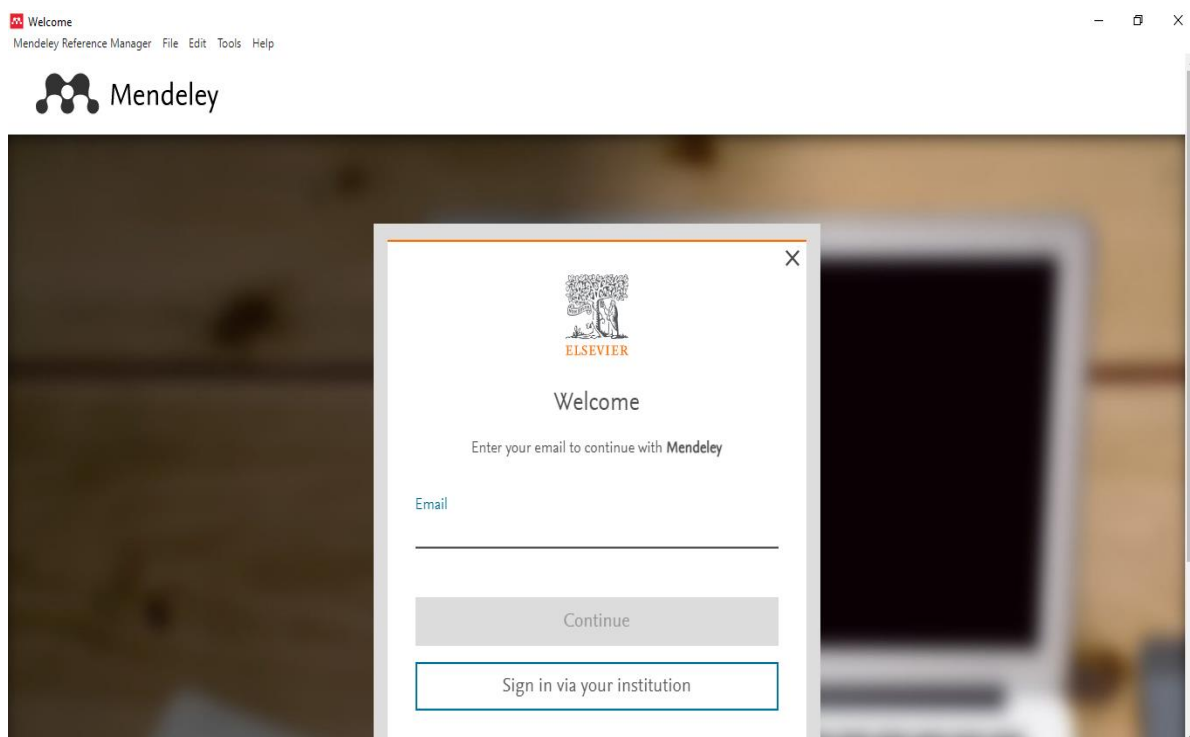 Welcome
Mendeley Reference Manager File Edit Tools Help
Mendeley
ELSEVIER
Welcome
Enter your email to continue with Mendeley
Email
Continue
Sign in via your institution